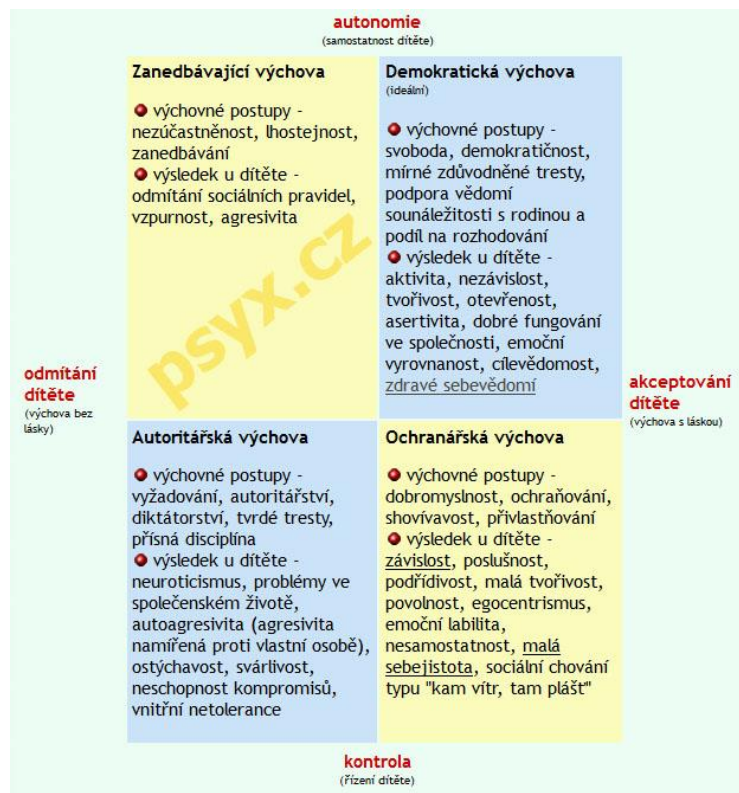 autonomie
(samostatnost dítěte)
Zanedbávající výchova
výchovné postupy -
nezúčastněnost, lhostejnost,
zanedbávání
výsledek u dítěte -
odmítání sociálních pravidel,
vzpurnost, agresivita
psyx.cz
Demokratická výchova
(ideální)
výchovné postupy -
svoboda, demokratičnost,
mírné zdůvodněné tresty,
podpora vědomí
sounáležitosti s rodinou a
podíl na rozhodování
výsledek u dítěte -
aktivita, nezávislost,
tvořivost, otevřenost,
asertivita, dobré fungování
ve společnosti, emoční
vyrovnanost, cílevědomost,
zdravé sebevědomí
odmítání
dítěte
(výchova bez
lásky)
akceptování
dítěte
(výchova s láskou)
Autoritářská výchova
výchovné postupy -
vyžadování, autoritářství,
diktátorství, tvrdé tresty,
přísná disciplína
výsledek u dítěte -
neuroticismus, problémy ve
společenském životě,
autoagresivita (agresivita
namířená proti vlastní osobě),
ostýchavost, svárlivost,
neschopnost kompromisů,
vnitřní netolerance
Ochranářská výchova
výchovné postupy -
dobromyslnost, ochraňování,
shovívavost, přivlastňování
výsledek u dítěte -
závislost, poslušnost,
podřídivost, malá tvořivost,
povolnost, egocentrismus,
emoční labilita,
nesamostatnost, malá
sebejistota, sociální chování
typu "kam vítr, tam plášt"
kontrola
(řízení dítěte)